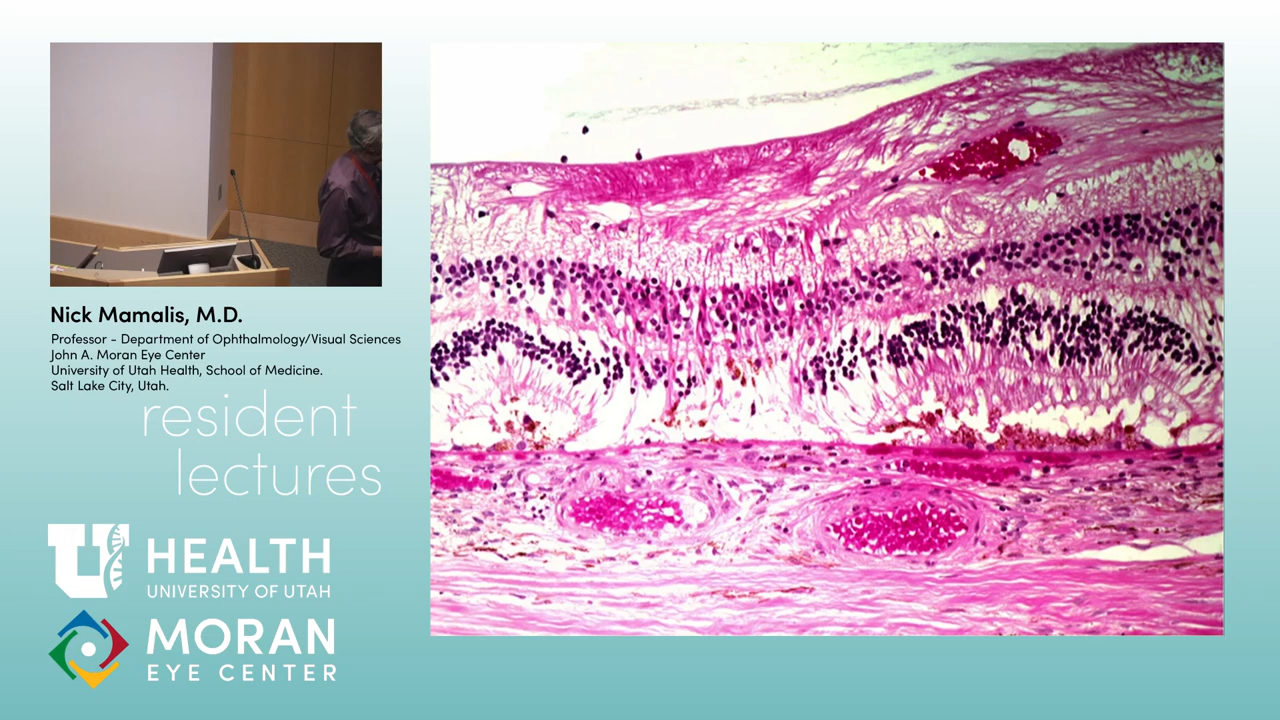 Nick Mamalis, M.D.
Professor - Department of Ophthalmology/Visual Sciences
John A. Moran Eye Center
University of Utah Health, School of Medicine.
Salt Lake City, Utah.
resident
lectures
U HEALTH
UNIVERSITY OF UTAH
MORAN
EYE CENTER